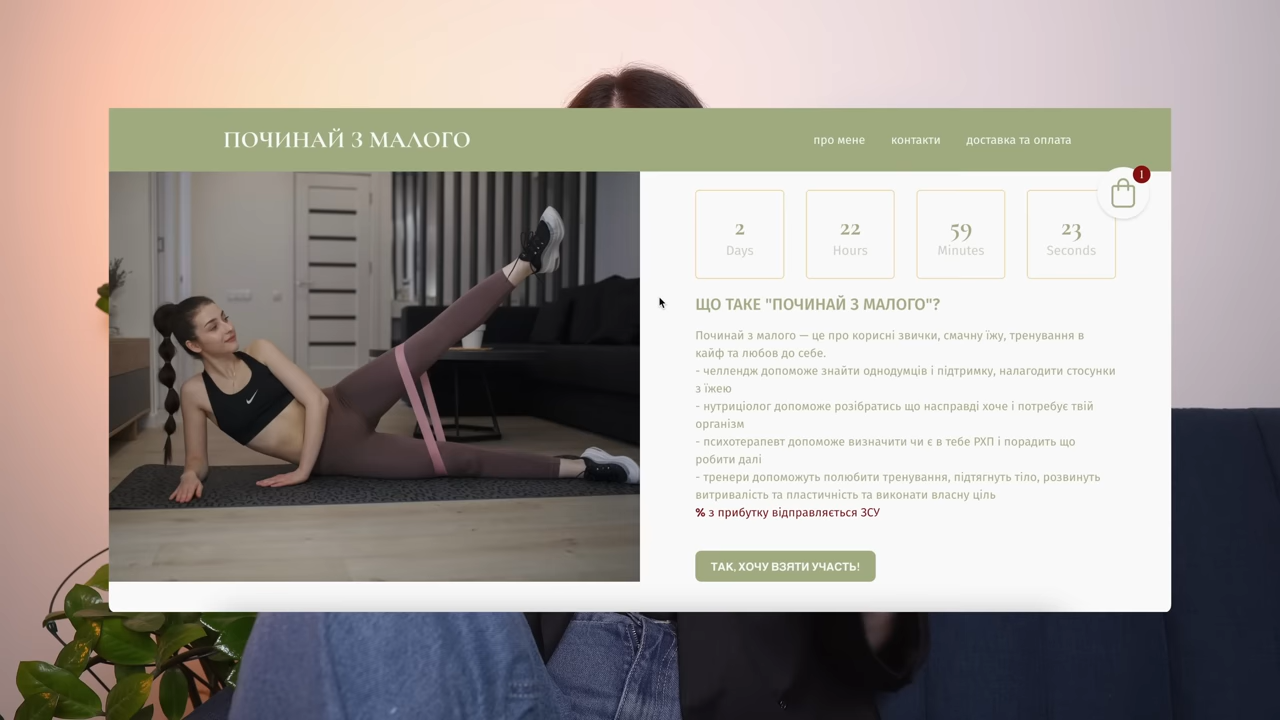 ПОЧИНАЙ З МАЛОГО
про мене контакти доставка та оплата
1
2 22 59 23
Days Hours Minutes Seconds
ЩО ТАКЕ "ПОЧИНАЙ З МАЛОГО"?
Починай з малого — це про корисні звички, смачну їжу, тренування в
кайф та любов до себе.
- челлендж допоможе знайти однодумців і підтримку, налагодити стосунки
з їжею
- нутриціолог допоможе розібратись що насправді хоче і потребує твій
організм
- психотерапевт допоможе визначити чи є в тебе РХП і порадить що
робити далі
- тренери допоможуть полюбити тренування, підтягнуть тіло, розвинуть
витривалість та пластичність та виконати власну ціль
% з прибутку відправляється ЗСУ
ТАК, ХОЧУ ВЗЯТИ УЧАСТЬ!